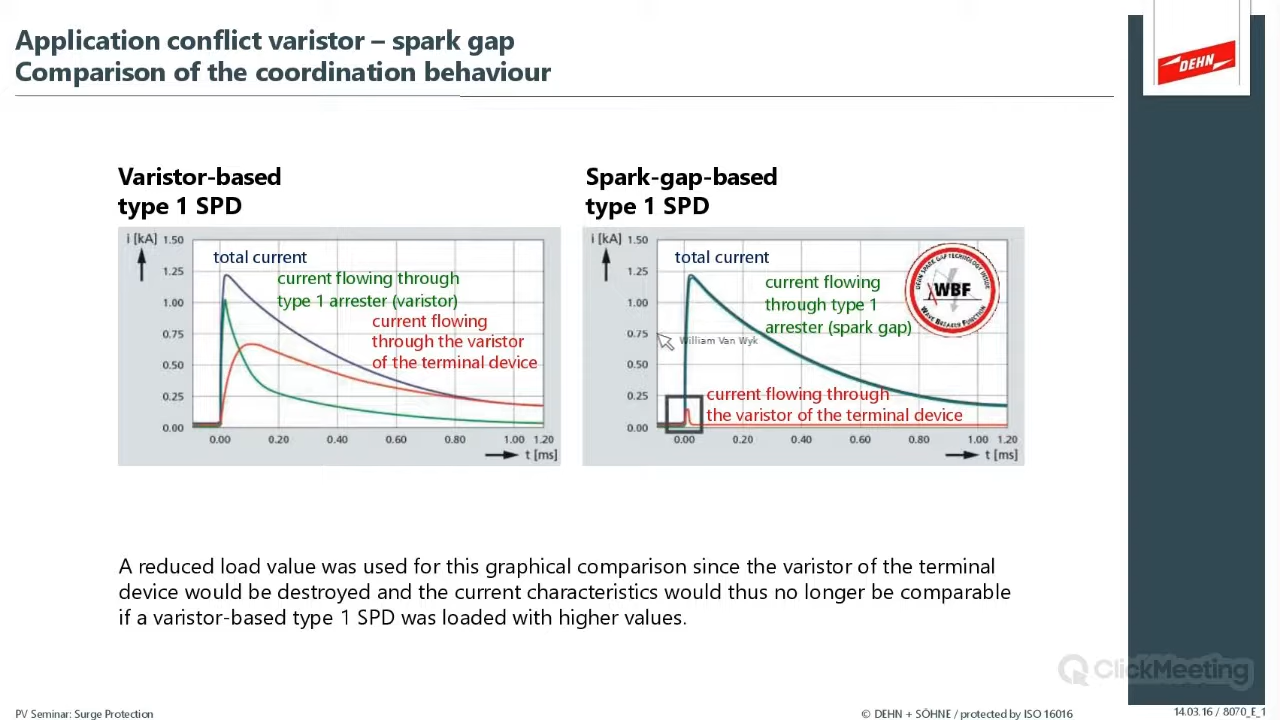 Application conflict varistor – spark gap
Comparison of the coordination behaviour
DEHN
Varistor-based
type 1 SPD
i [kA]
1.50
1.25
1.00
0.75
0.50
0.25
0.00
total current
current flowing through
type 1 arrester (varistor)
current flowing
through the varistor
of the terminal device
0.00 0.20 0.40 0.60 0.80 1.00 1.20
t [ms]
Spark-gap-based
type 1 SPD
i [kA]
1.50
1.25
1.00
0.75
0.50
0.25
0.00
total current
current flowing
through type 1
arrester (spark gap)
DEHN SPARK GAP TECHNOLOGY INSIDE
WBF
WAVE BREAKER FUNCTION
William Van Wyk
current flowing through
the varistor of the terminal device
0.00 0.20 0.40 0.60 0.80 1.00 1.20
t [ms]
A reduced load value was used for this graphical comparison since the varistor of the terminal
device would be destroyed and the current characteristics would thus no longer be comparable
if a varistor-based type 1 SPD was loaded with higher values.
ClickMeeting
PV Seminar: Surge Protection
© DEHN + SÖHNE / protected by ISO 16016
14.03.16 / 8070_E_1